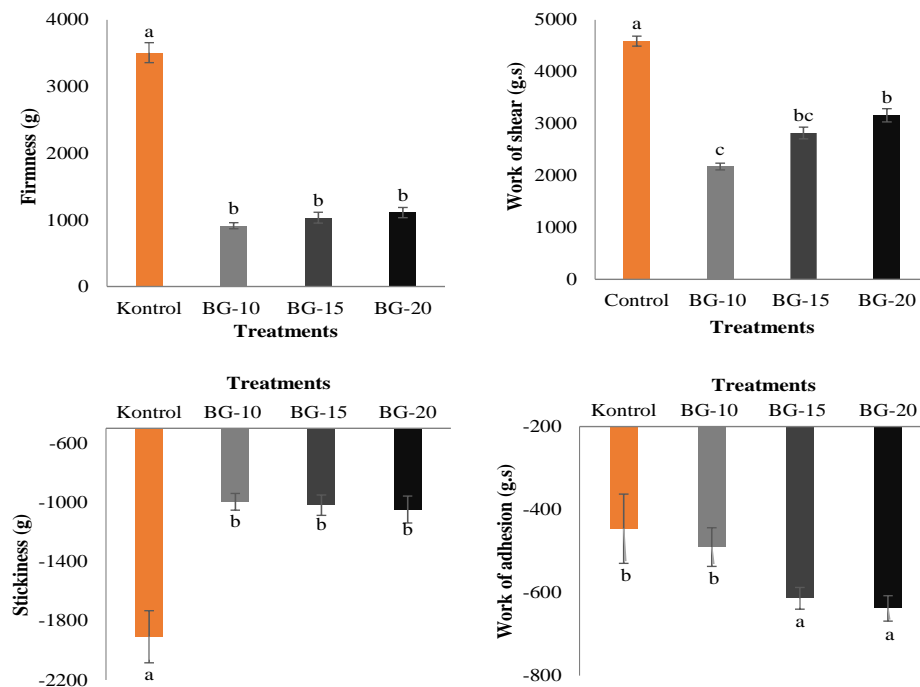 Firmness (g)
4000
3000
2000
1000
0
a
b
b
b
Kontrol BG-10 BG-15 BG-20
Treatments
Work of shear (g.s)
5000
4000
3000
2000
1000
0
a
c
bc
b
Control BG-10 BG-15 BG-20
Treatments
Treatments
Kontrol BG-10 BG-15 BG-20
Stickiness (g)
-600
-1000
-1400
-1800
-2200
a
b
b
b
Treatments
Kontrol BG-10 BG-15 BG-20
Work of adhesion (g.s)
-200
-400
-600
-800
b
b
a
a